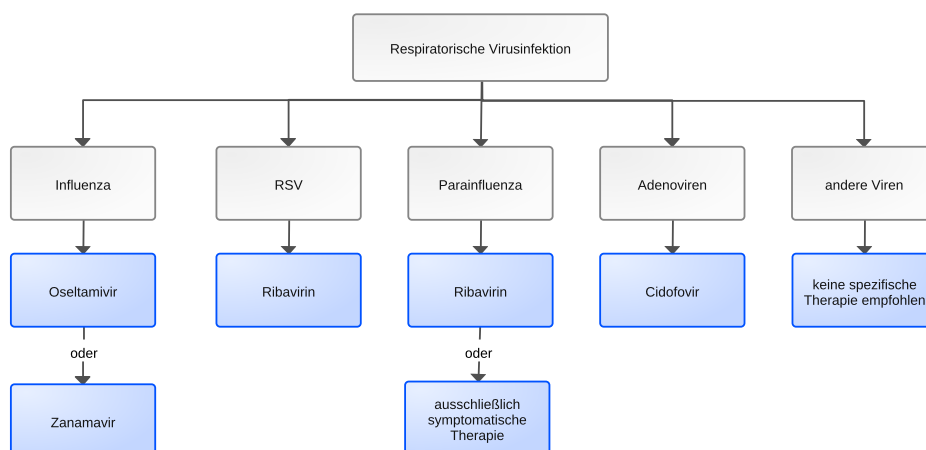 Respiratorische Virusinfektion
Influenza
RSV
Parainfluenza
Adenoviren
andere Viren
Oseltamivir
Ribavirin
Ribavirin
Cidofovir
keine spezifische
Therapie empfohlen
oder
oder
Zanamavir
ausschließlich
symptomatische
Therapie